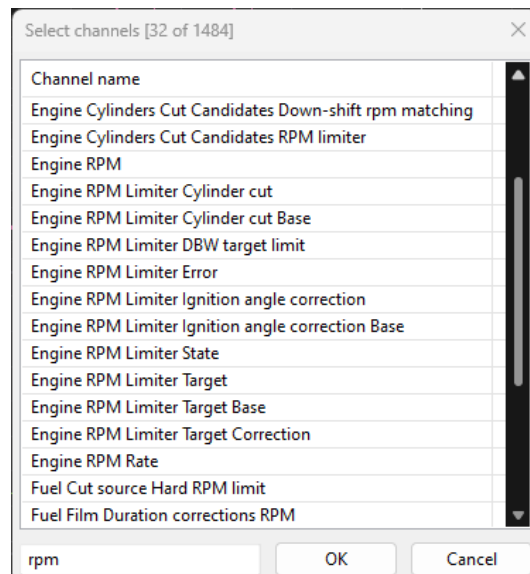 Select channels [32 of 1484]
Channel name
Engine Cylinders Cut Candidates Down-shift rpm matching
Engine Cylinders Cut Candidates RPM limiter
Engine RPM
Engine RPM Limiter Cylinder cut
Engine RPM Limiter Cylinder cut Base
Engine RPM Limiter DBW target limit
Engine RPM Limiter Error
Engine RPM Limiter Ignition angle correction
Engine RPM Limiter Ignition angle correction Base
Engine RPM Limiter State
Engine RPM Limiter Target
Engine RPM Limiter Target Base
Engine RPM Limiter Target Correction
Engine RPM Rate
Fuel Cut source Hard RPM limit
Fuel Film Duration corrections RPM
rpm
OK
Cancel